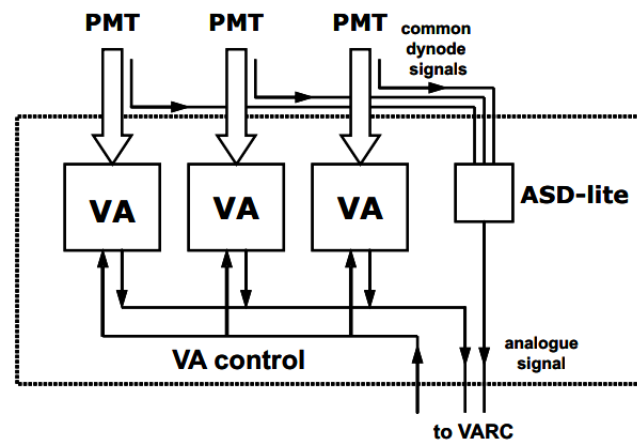 PMT
PMT
PMT
common
dynode
signals
VA
VA
VA
ASD-lite
VA control
analogue
signal
to VARC